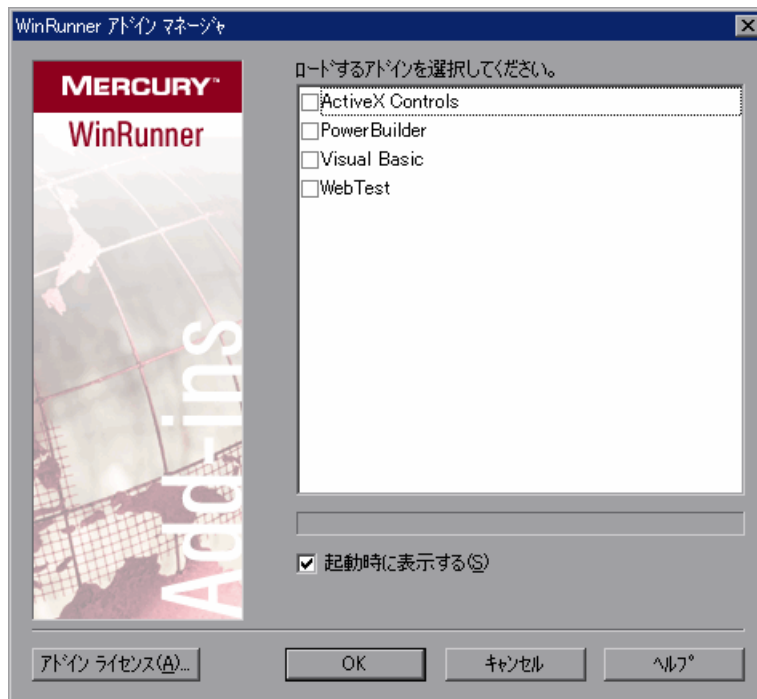 WinRunner ｱﾄﾞｲﾝ ﾏﾈｰｼﾞｬ
MERCURY™
WinRunner
Add-ins
ﾛｰﾄﾞするｱﾄﾞｲﾝを選択してください。
ActiveX Controls
PowerBuilder
Visual Basic
WebTest
起動時に表示する(S)
ｱﾄﾞｲﾝ ﾗｲｾﾝｽ(A)...
OK
ｷｬﾝｾﾙ
ﾍﾙﾌﾟ